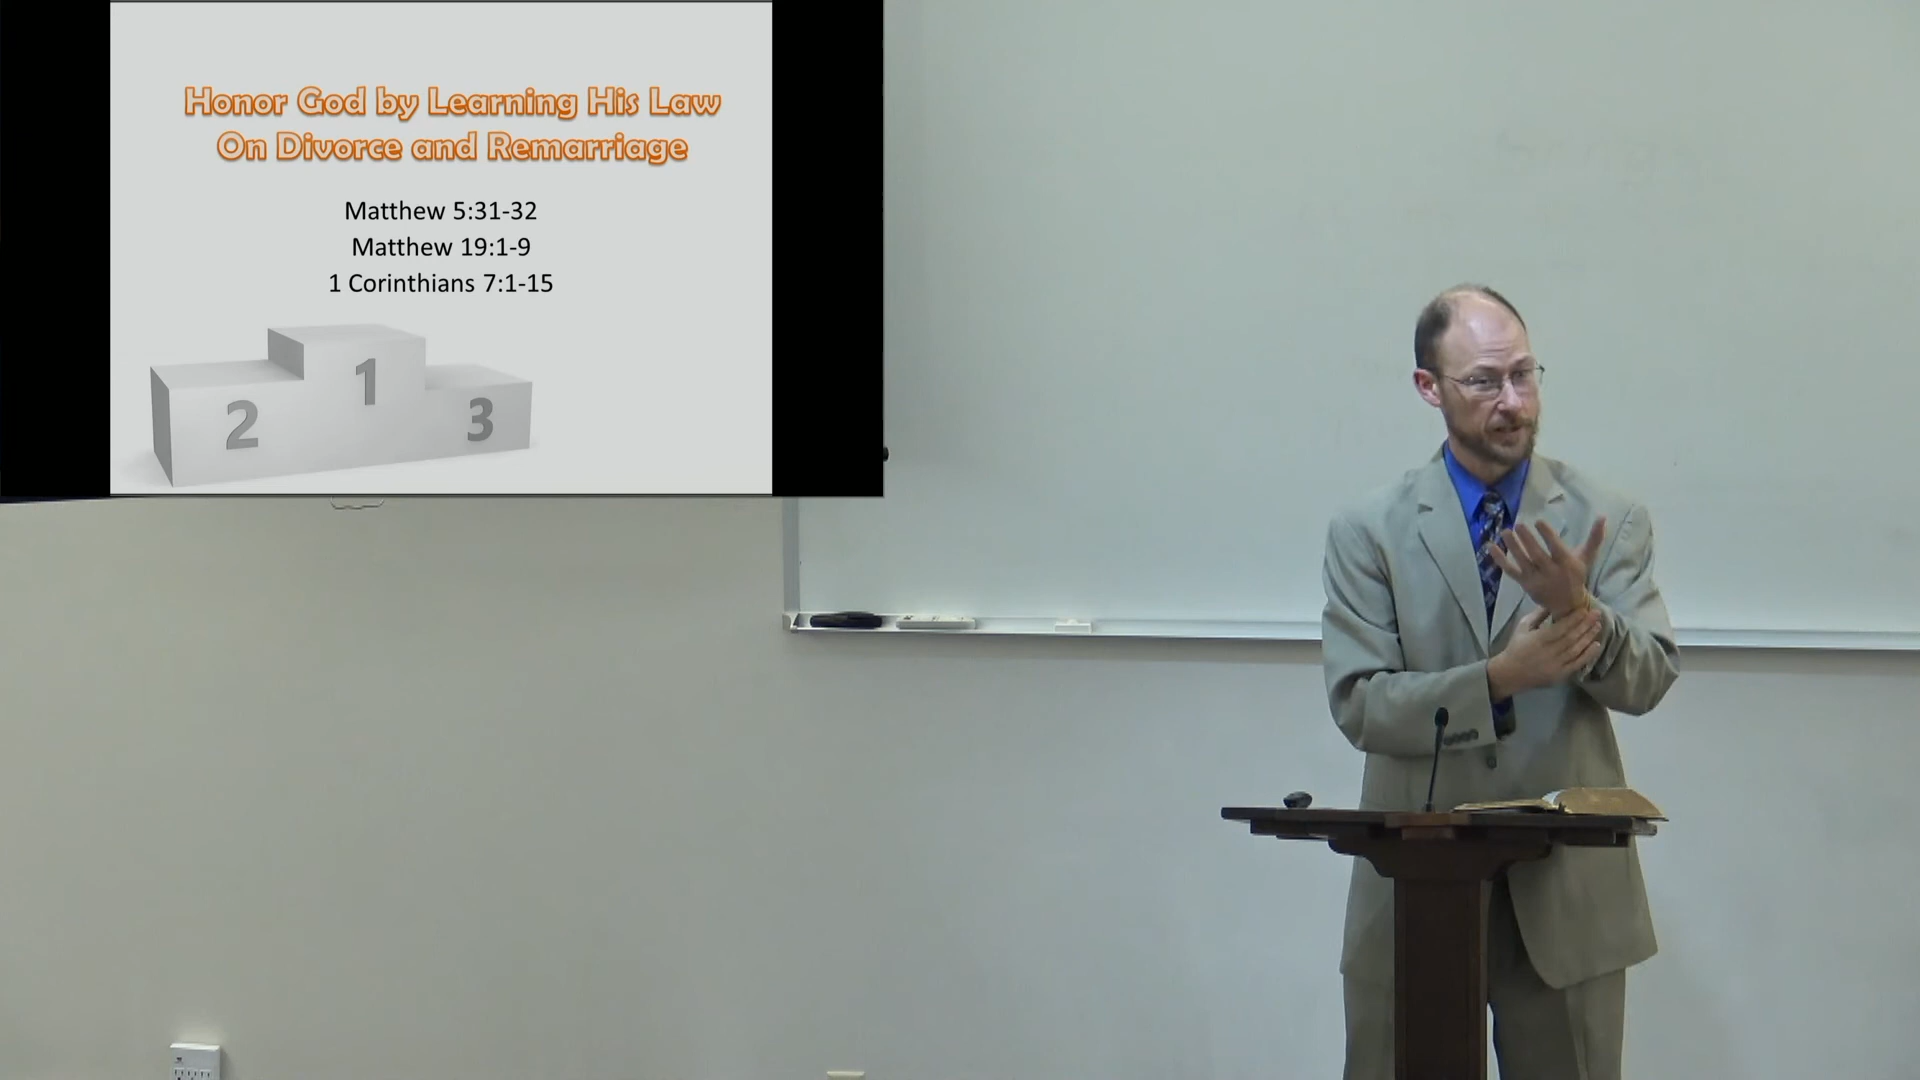 Honor God by Learning His Law
On Divorce and Remarriage
Matthew 5:31-32
Matthew 19:1-9
1 Corinthians 7:1-15
1
2
3